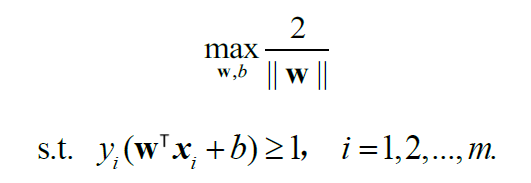 max_{w,b} 2 / ‖ w ‖
s.t. y_i(w^⊤x_i + b) ≥ 1, i = 1,2,...,m.